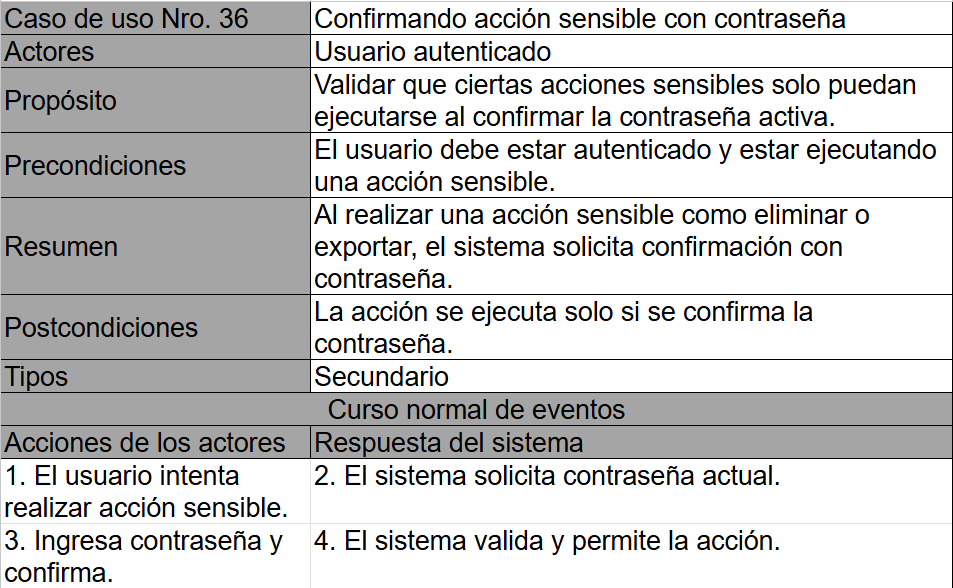 Caso de uso Nro. 36
Confirmando acción sensible con contraseña
Actores
Usuario autenticado
Propósito
Validar que ciertas acciones sensibles solo puedan
ejecutarse al confirmar la contraseña activa.
Precondiciones
El usuario debe estar autenticado y estar ejecutando
una acción sensible.
Resumen
Al realizar una acción sensible como eliminar o
exportar, el sistema solicita confirmación con
contraseña.
Postcondiciones
La acción se ejecuta solo si se confirma la
contraseña.
Tipos
Secundario
Curso normal de eventos
Acciones de los actores
Respuesta del sistema
1. El usuario intenta
realizar acción sensible.
2. El sistema solicita contraseña actual.
3. Ingresa contraseña y
confirma.
4. El sistema valida y permite la acción.